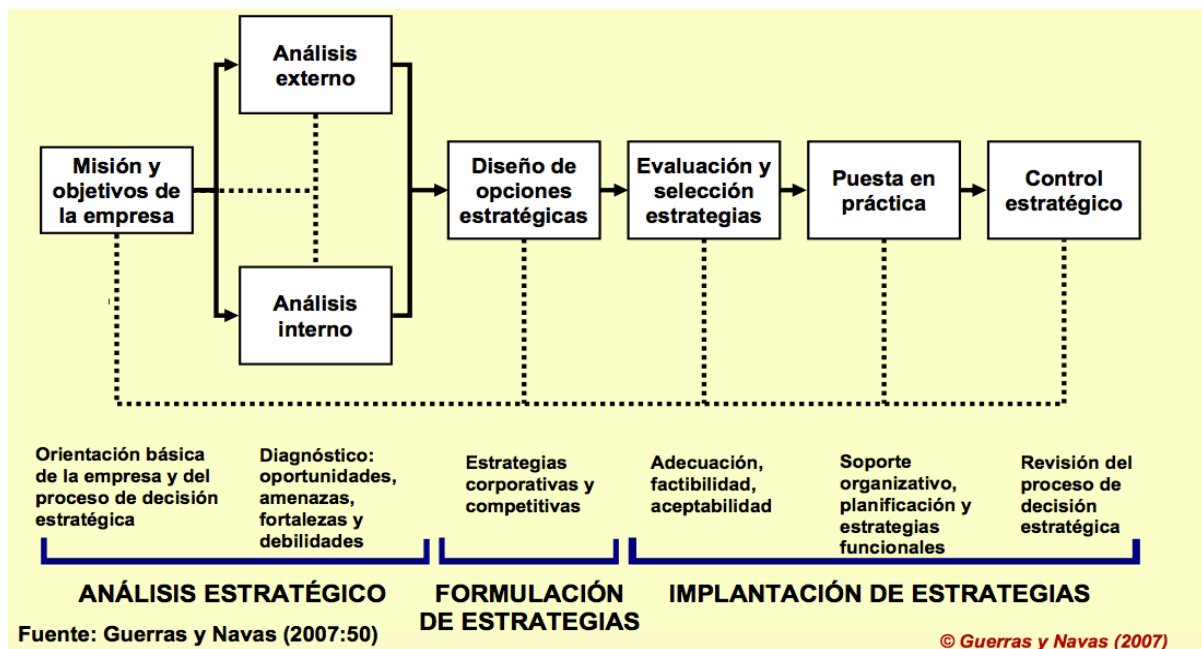 Análisis
externo
Misión y
objetivos de
la empresa
Análisis
interno
Diseño de
opciones
estratégicas
Evaluación y
selección
estrategias
Puesta en
práctica
Control
estratégico
Orientación básica
de la empresa y del
proceso de decisión
estratégica
Diagnóstico:
oportunidades,
amenazas,
fortalezas y
debilidades
Estrategias
corporativas y
competitivas
Adecuación,
factibilidad,
aceptabilidad
Soporte
organizativo,
planificación y
estrategias
funcionales
Revisión del
proceso de
decisión
estratégica
ANÁLISIS ESTRATÉGICO
FORMULACIÓN
DE ESTRATEGIAS
IMPLANTACIÓN DE ESTRATEGIAS
Fuente: Guerras y Navas (2007:50)
© Guerras y Navas (2007)